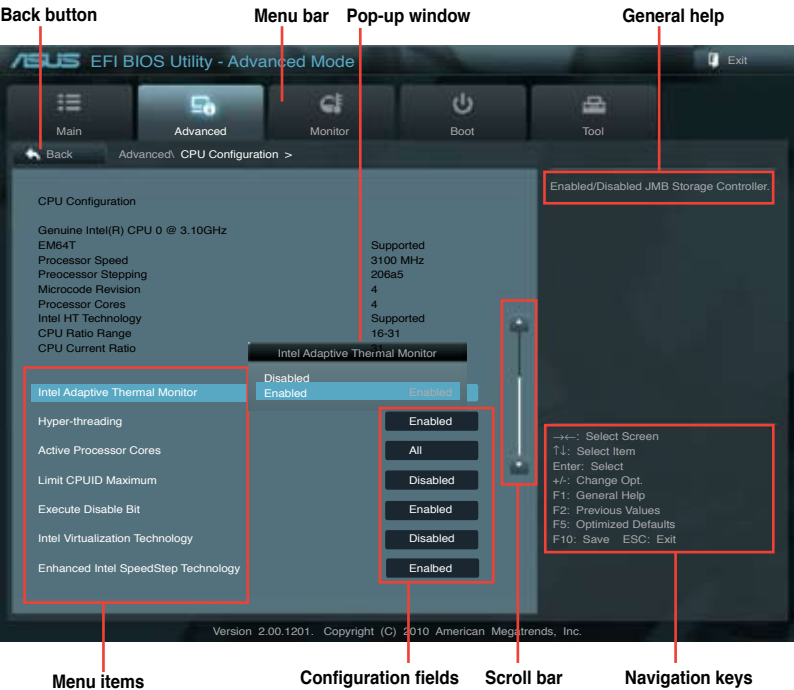 Back button
Menu bar
Pop-up window
General help
ASUS EFI BIOS Utility - Advanced Mode
Exit
Main
Advanced
Monitor
Boot
Tool
Back
Advanced\ CPU Configuration >
Enabled/Disabled JMB Storage Controller.
CPU Configuration
Genuine Intel(R) CPU 0 @ 3.10GHz
EM64T Supported
Processor Speed 3100 MHz
Preocessor Stepping 206a5
Microcode Revision 4
Processor Cores 4
Intel HT Technology Supported
CPU Ratio Range 16-31
CPU Current Ratio 31
Intel Adaptive Thermal Monitor
Disabled
Enabled
Intel Adaptive Thermal Monitor Enabled
Hyper-threading Enabled
Active Processor Cores All
Limit CPUID Maximum Disabled
Execute Disable Bit Enabled
Intel Virtualization Technology Disabled
Enhanced Intel SpeedStep Technology Enalbed
→←: Select Screen
↑↓: Select Item
Enter: Select
+/-: Change Opt.
F1: General Help
F2: Previous Values
F5: Optimized Defaults
F10: Save ESC: Exit
Version 2.00.1201. Copyright (C) 2010 American Megatrends, Inc.
Menu items
Configuration fields
Scroll bar
Navigation keys